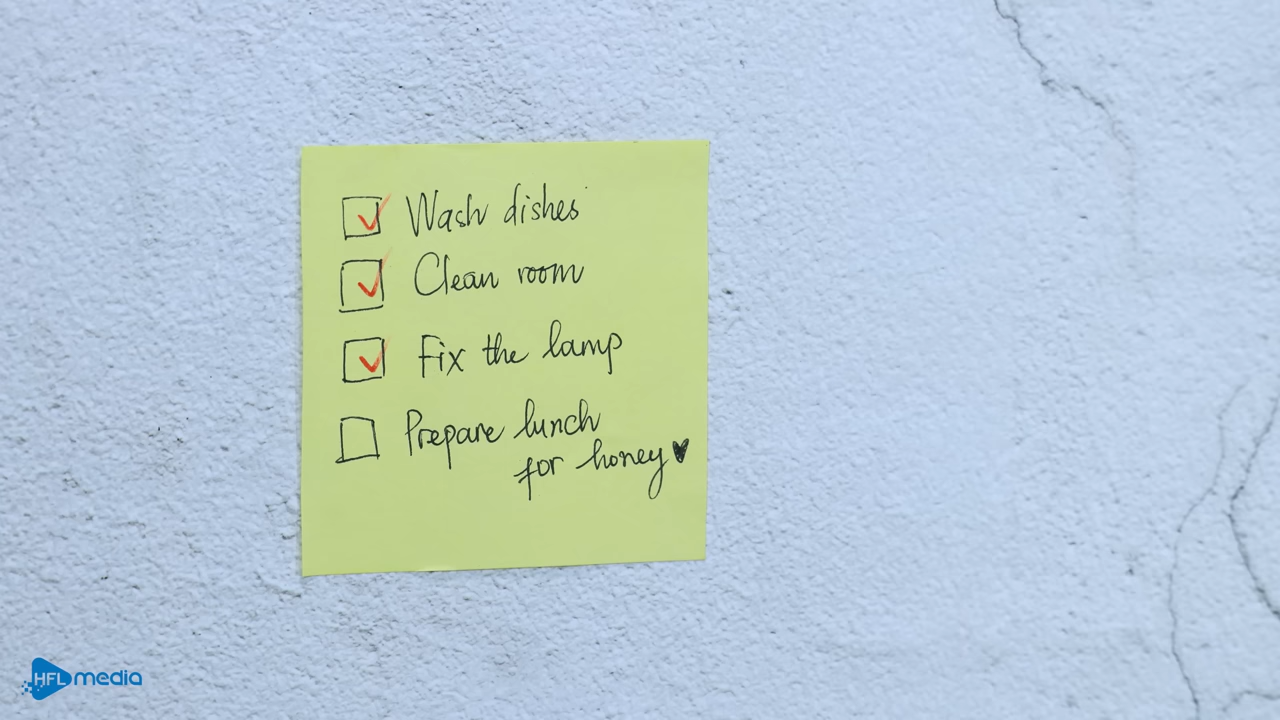 Wash dishes
Clean room
Fix the lamp
Prepare lunch
for honey
HFL media